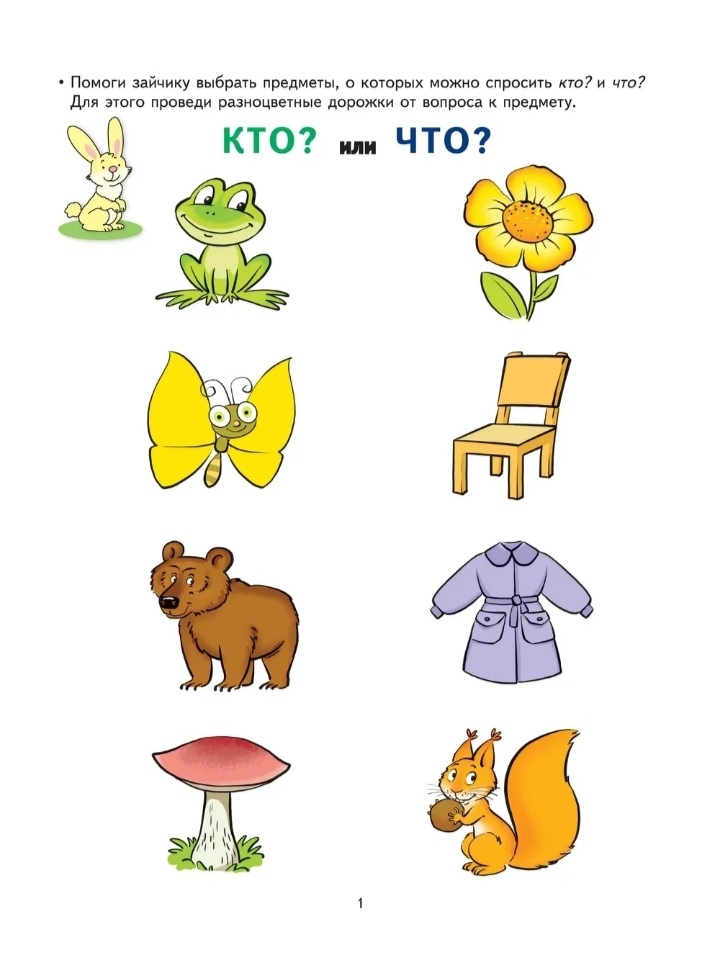 • Помоги зайчику выбрать предметы, о которых можно спросить кто? и что?
Для этого проведи разноцветные дорожки от вопроса к предмету.
КТО? или ЧТО?
1